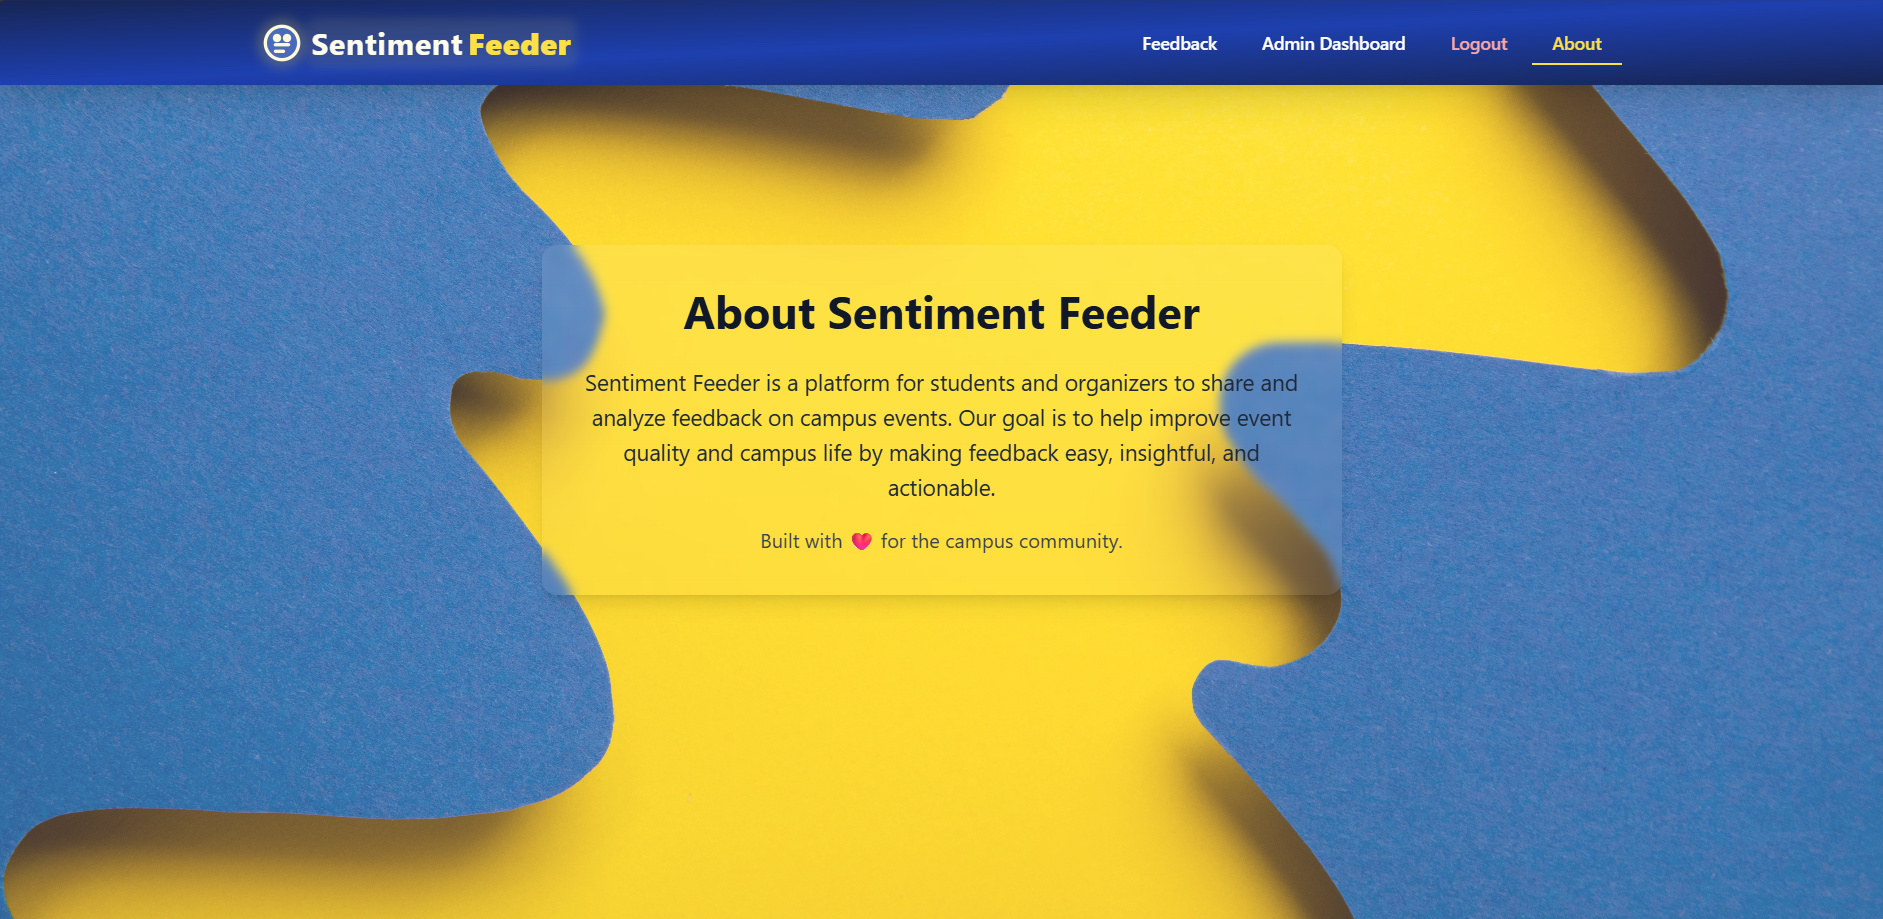 Sentiment Feeder
Feedback
Admin Dashboard
Logout
About
About Sentiment Feeder
Sentiment Feeder is a platform for students and organizers to share and
analyze feedback on campus events. Our goal is to help improve event
quality and campus life by making feedback easy, insightful, and
actionable.
Built with ❤️ for the campus community.